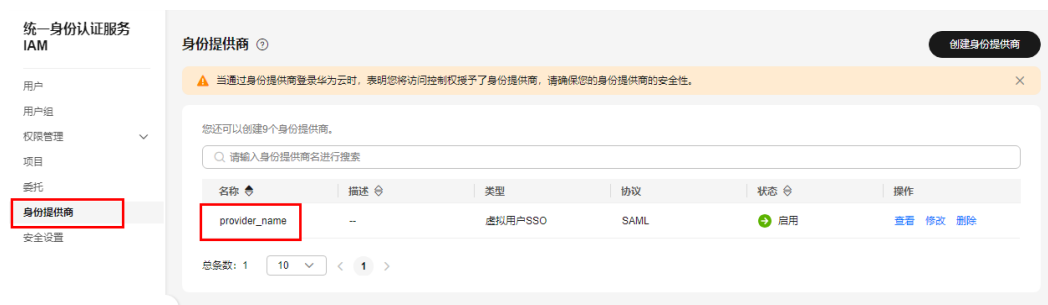 统一身份认证服务
IAM
用户
用户组
权限管理
项目
委托
身份提供商
安全设置
身份提供商
创建身份提供商
当通过身份提供商登录华为云时，表明您将访问控制权授予了身份提供商，请确保您的身份提供商的安全性。
您还可以创建9个身份提供商。
请输入身份提供商名进行搜索
名称 描述 类型 协议 状态 操作
provider_name -- 虚拟用户SSO SAML 启用 查看 修改 删除
总条数：1 10 < 1 >